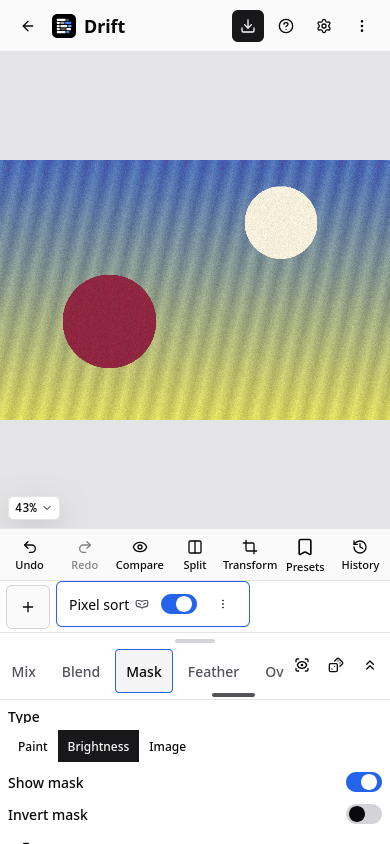 Drift
43%
Undo Redo Compare Split Transform Presets History
+ Pixel sort
Mix Blend Mask Feather Ov
Type
Paint Brightness Image
Show mask
Invert mask